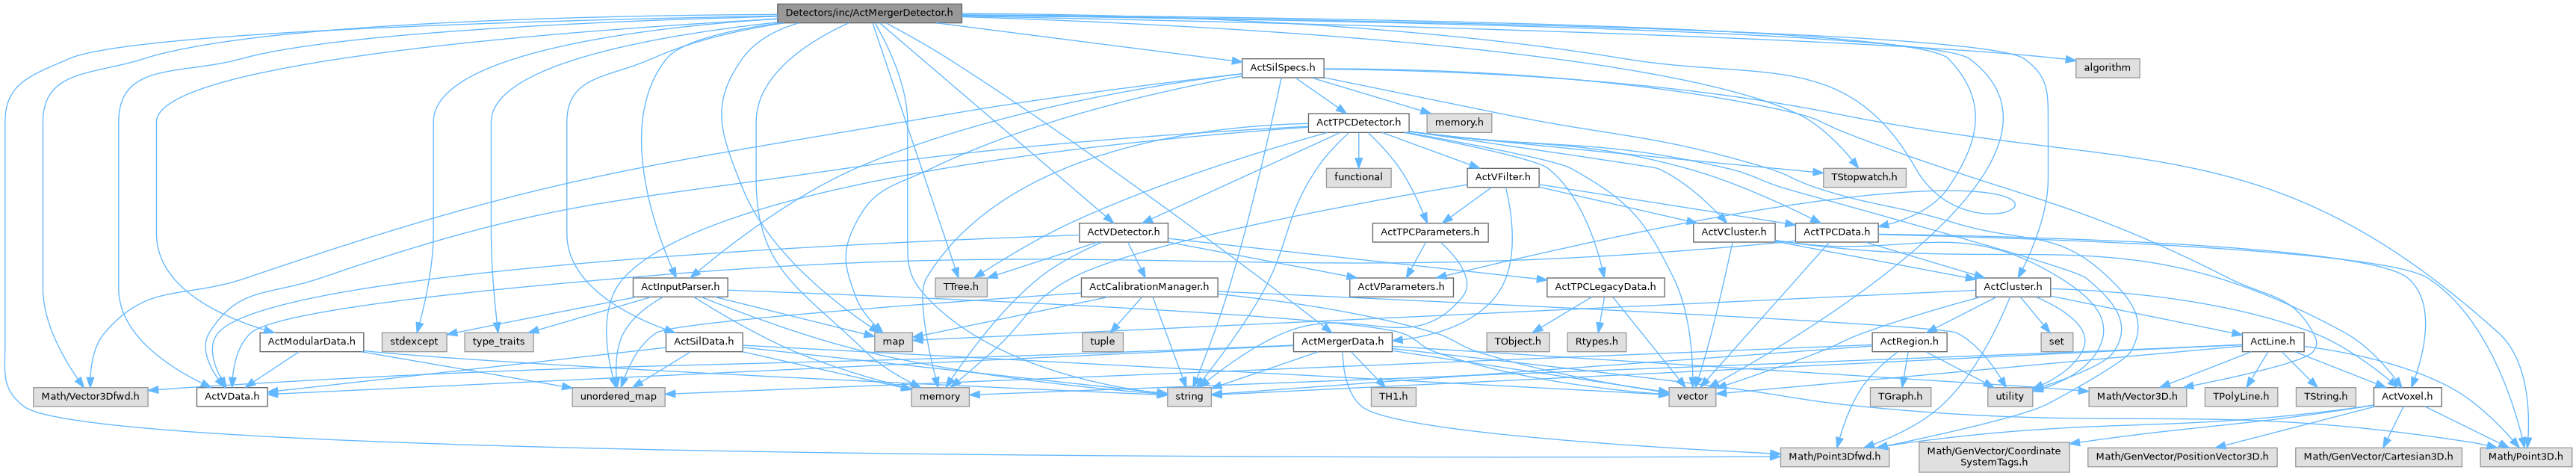 Detectors/inc/ActMergerDetector.h
ActSilSpecs.h
algorithm
ActTPCDetector.h
memory.h
functional
ActVFilter.h
TStopwatch.h
ActVDetector.h
ActTPCParameters.h
ActVCluster.h
ActTPCData.h
ActInputParser.h
TTree.h
ActCalibrationManager.h
ActVParameters.h
ActTPCLegacyData.h
ActCluster.h
ActModularData.h
stdexcept
type_traits
ActSilData.h
map
tuple
ActMergerData.h
TObject.h
Rtypes.h
ActRegion.h
set
ActLine.h
Math/Vector3Dfwd.h
ActVData.h
unordered_map
memory
string
TH1.h
vector
TGraph.h
utility
Math/Vector3D.h
TPolyLine.h
TString.h
ActVoxel.h
Math/Point3Dfwd.h
Math/GenVector/Coordinate
SystemTags.h
Math/GenVector/PositionVector3D.h
Math/GenVector/Cartesian3D.h
Math/Point3D.h